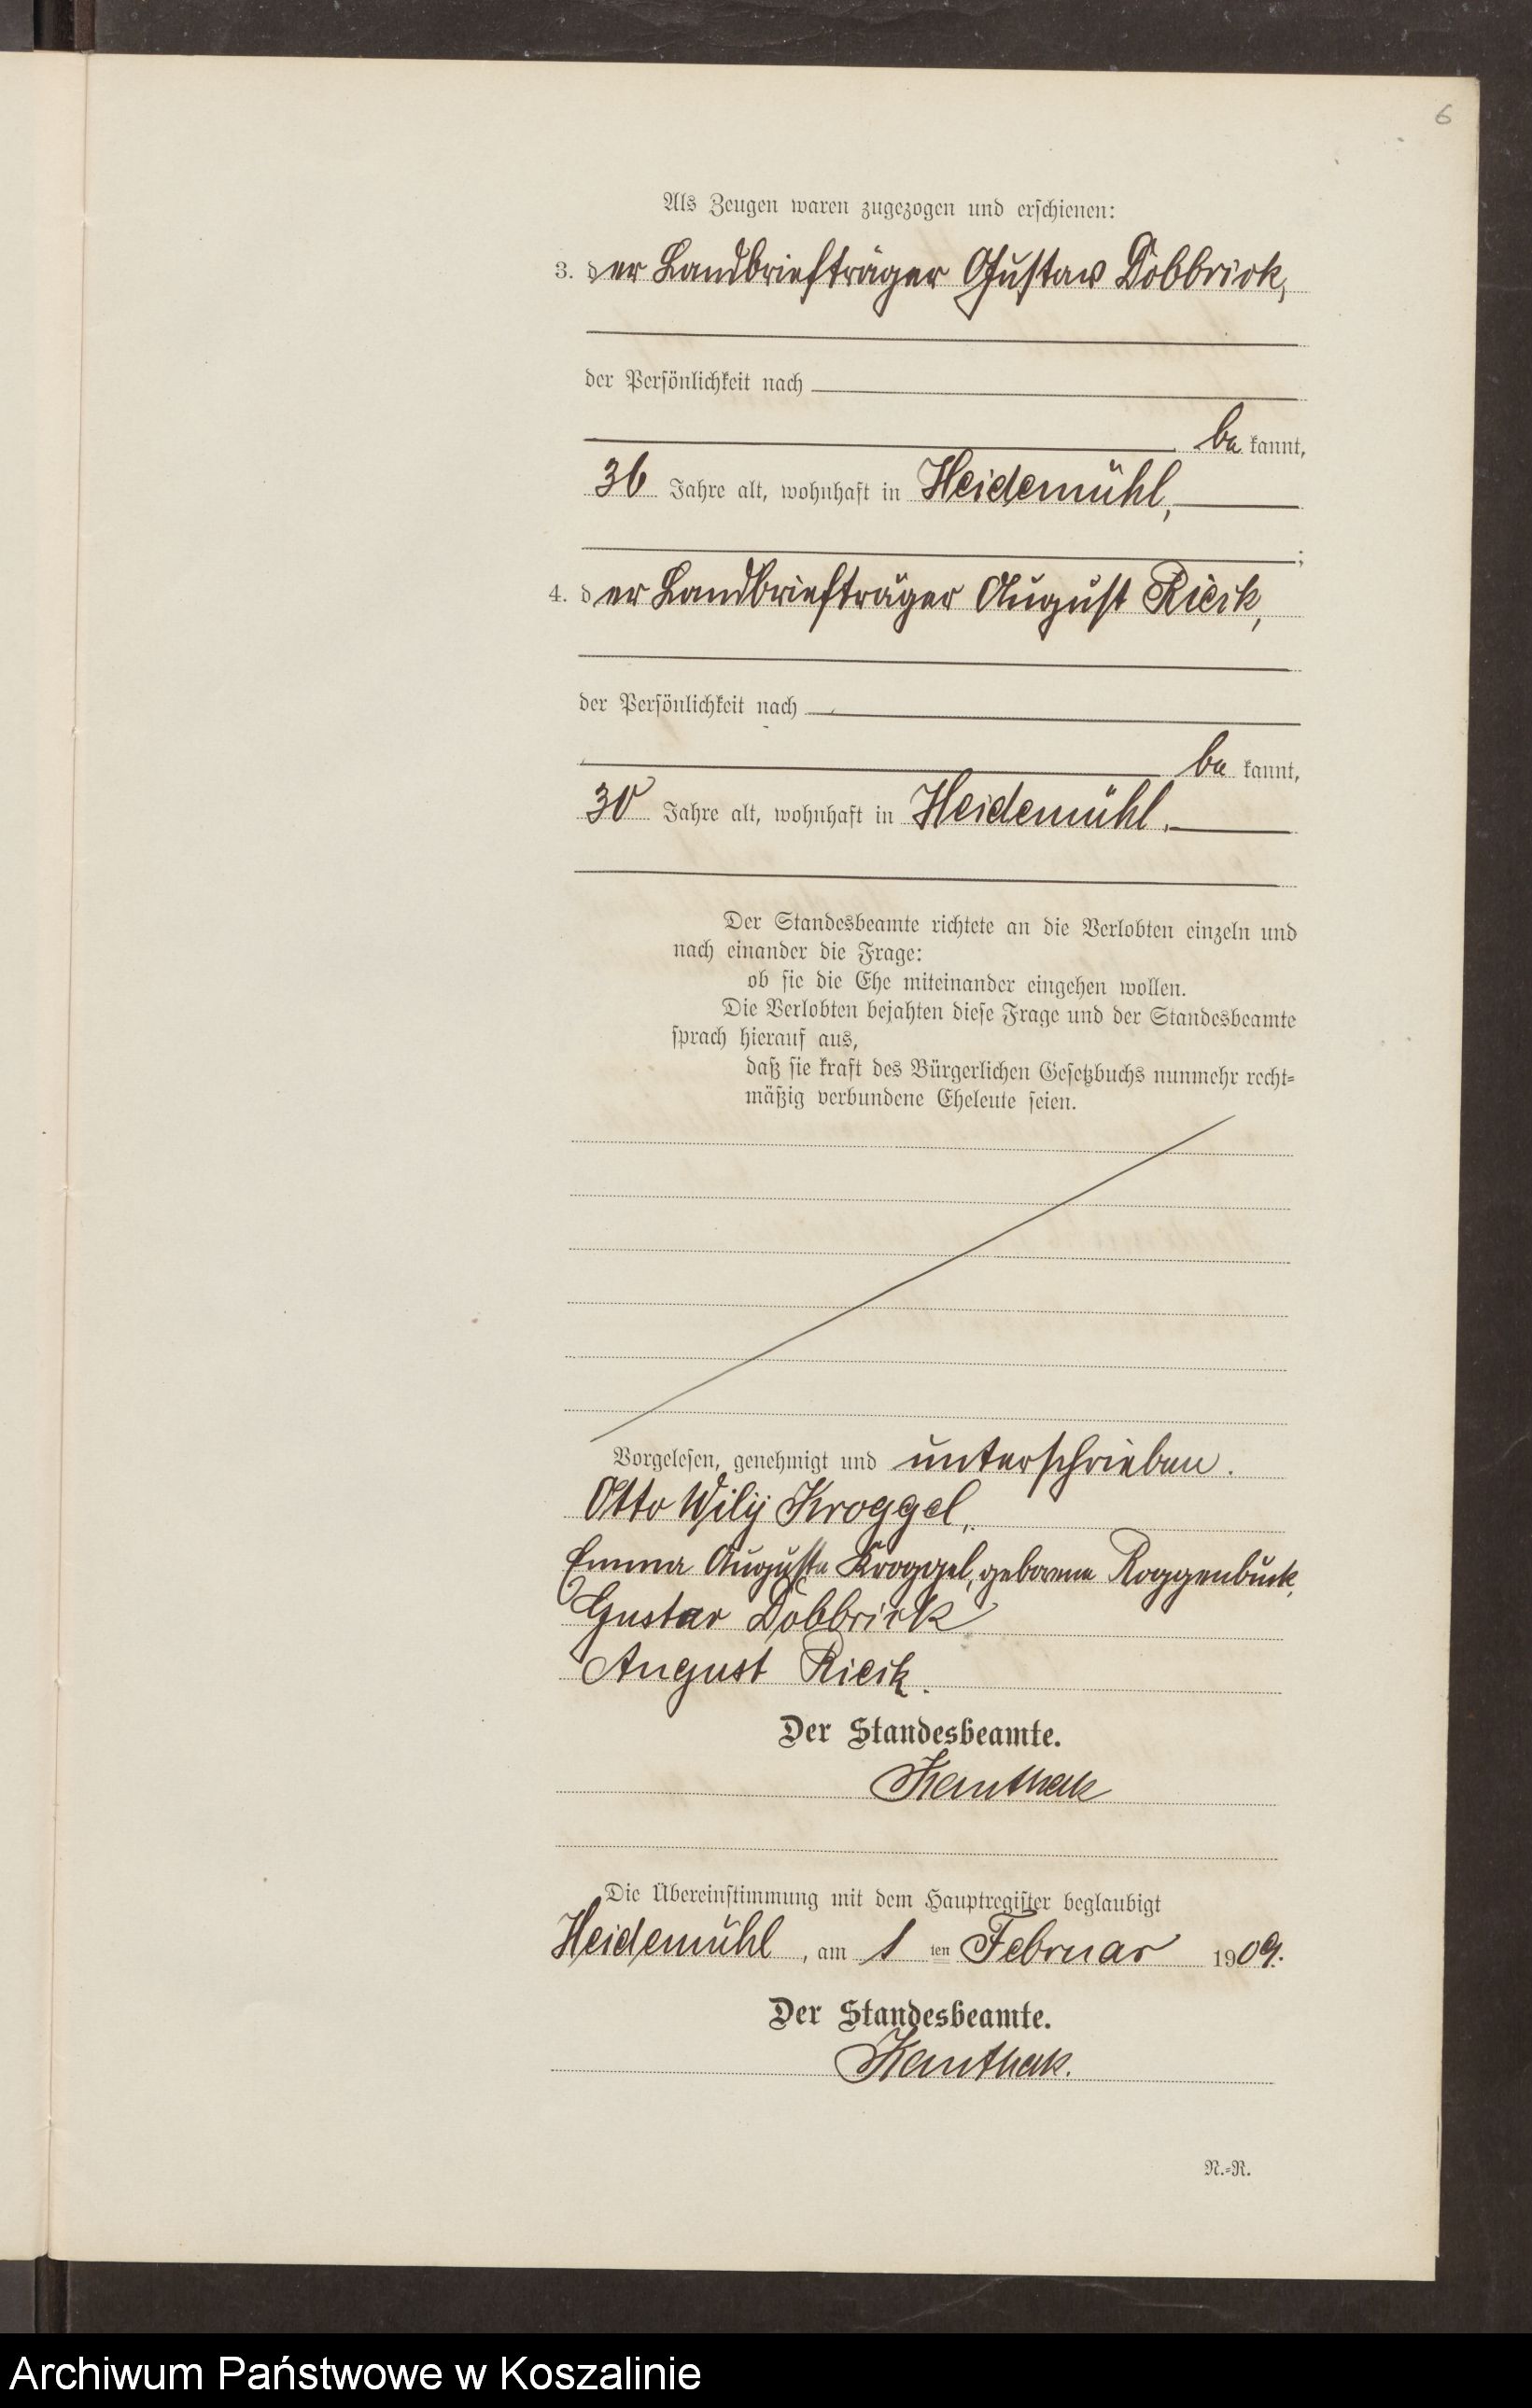 6
Als Zeugen waren zugezogen und erschienen:
3. der Landbriefträger Gustav Dobbrick,
der Persönlichkeit nach
be kannt,
36 Jahre alt, wohnhaft in Heidemühl,
;
4. der Landbriefträger August Rieck,
der Persönlichkeit nach
be kannt,
30 Jahre alt, wohnhaft in Heidemühl.
Der Standesbeamte richtete an die Verlobten einzeln und
nach einander die Frage:
ob sie die Ehe miteinander eingehen wollen.
Die Verlobten bejahten diese Frage und der Standesbeamte
sprach hierauf aus,
daß sie kraft des Bürgerlichen Gesetzbuchs nunmehr recht-
mäßig verbundene Eheleute seien.
Vorgelesen, genehmigt und unterschrieben.
Otto Wily Kroggel,
Emma Auguste Kroggel, geborene Roggenbuck,
Gustav Dobbrick
August Rieck.
Der Standesbeamte.
Kanthak
Die Übereinstimmung mit dem Hauptregister beglaubigt
Heidemühl, am 1 ten Februar 1909.
Der Standesbeamte.
Kanthak.
N.-R.
Archiwum Państwowe w Koszalinie